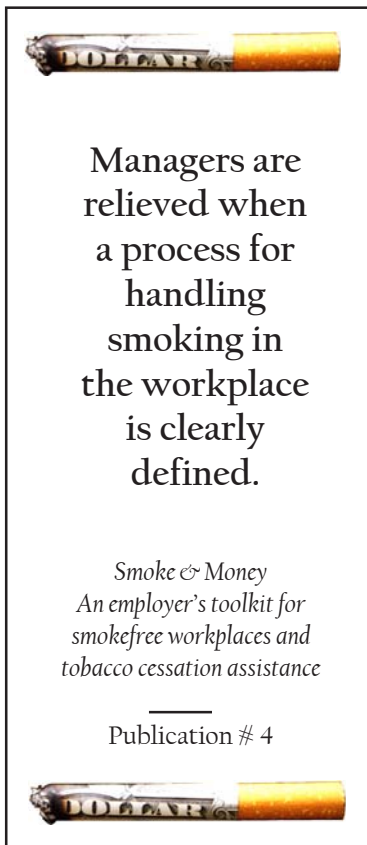 DOLLAR
Managers are
relieved when
a process for
handling
smoking in
the workplace
is clearly
defined.
Smoke & Money
An employer's toolkit for
smokefree workplaces and
tobacco cessation assistance
Publication # 4
DOLLAR